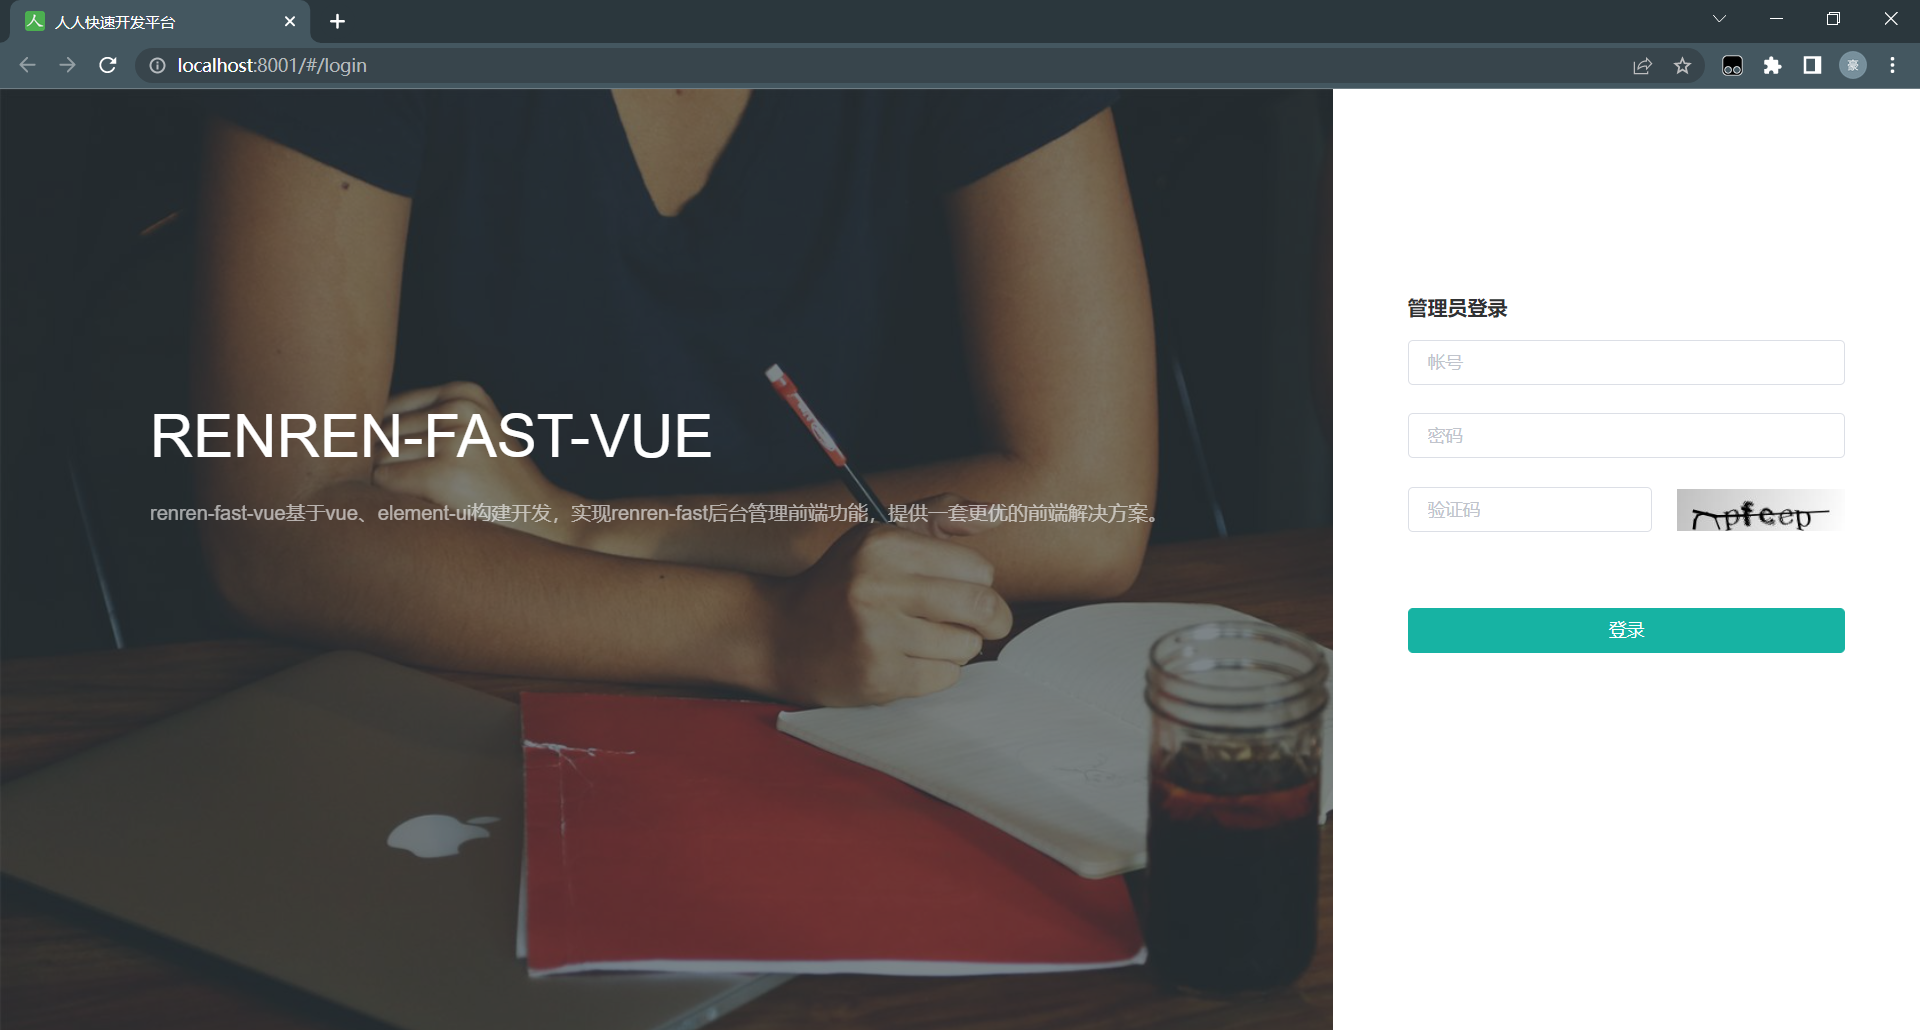 人人快速开发平台
localhost:8001/#/login
豪
RENREN-FAST-VUE
renren-fast-vue基于vue、element-ui构建开发，实现renren-fast后台管理前端功能，提供一套更优的前端解决方案。
管理员登录
帐号
密码
验证码
登录